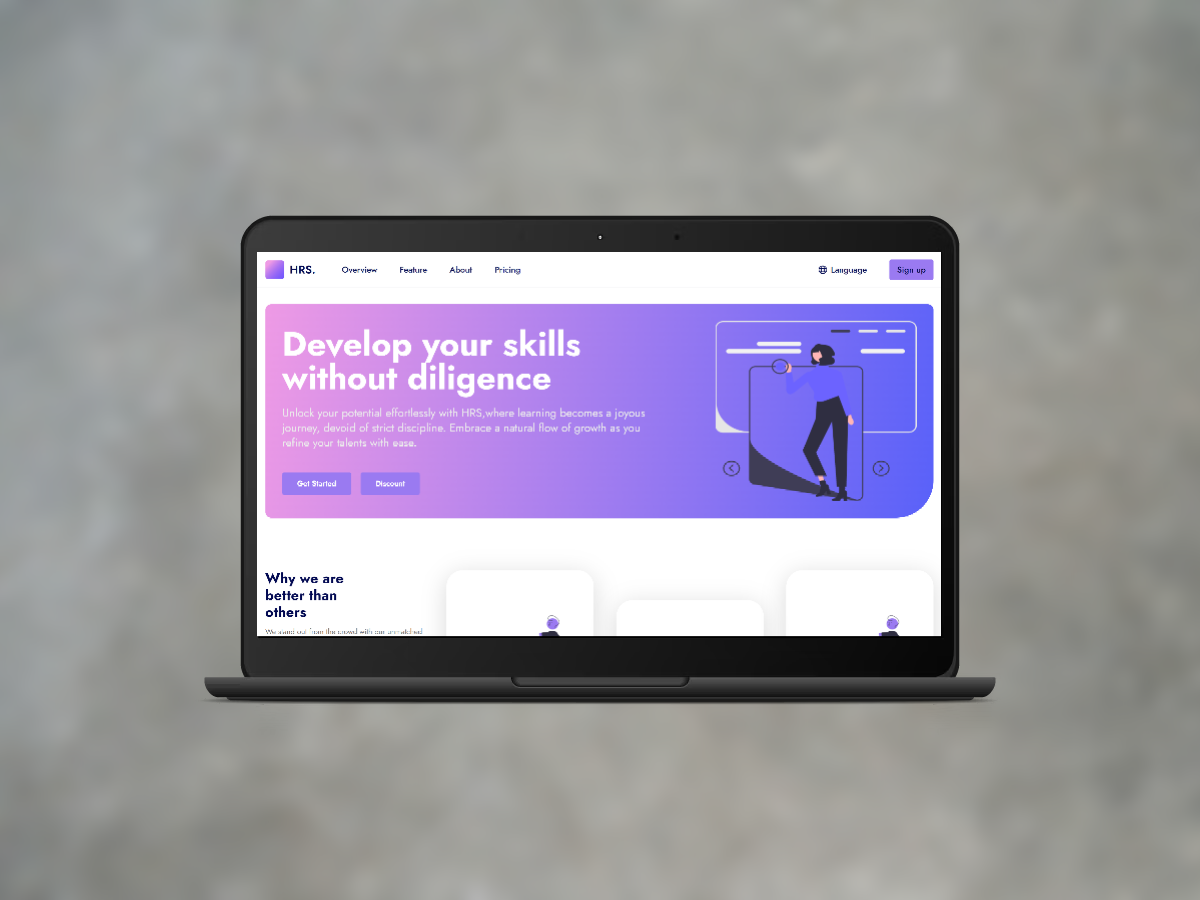 HRS.
Overview
Feature
About
Pricing
Language
Sign up
Develop your skills
without diligence
Unlock your potential effortlessly with HRS,where learning becomes a joyous
journey, devoid of strict discipline. Embrace a natural flow of growth as you
refine your talents with ease.
Get Started
Discount
Why we are
better than
others
We stand out from the crowd with our unmatched